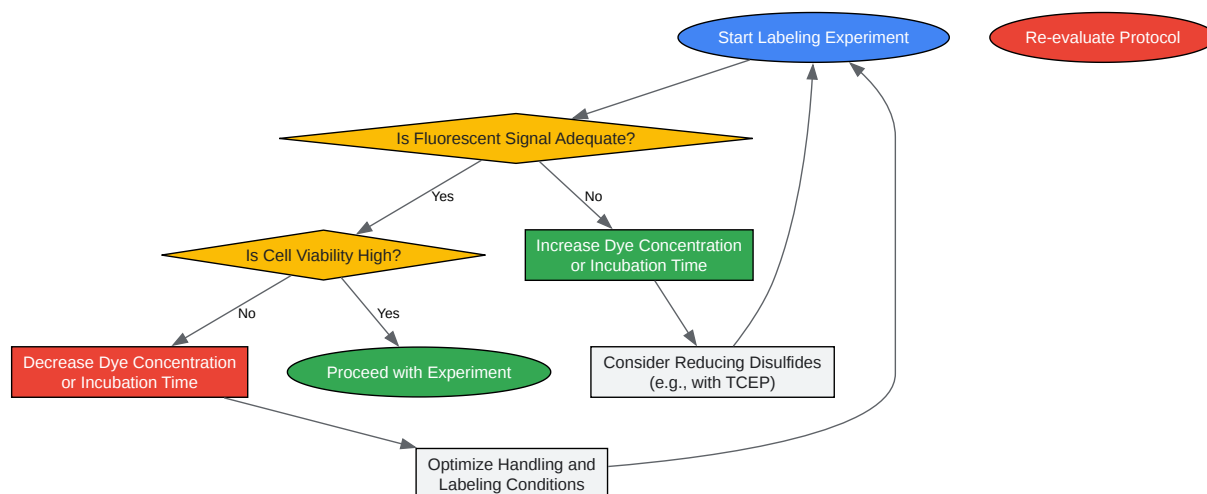 Start Labeling Experiment
Re-evaluate Protocol
Is Fluorescent Signal Adequate?
Yes
No
Is Cell Viability High?
Increase Dye Concentration
or Incubation Time
No
Yes
Decrease Dye Concentration
or Incubation Time
Proceed with Experiment
Consider Reducing Disulfides
(e.g., with TCEP)
Optimize Handling and
Labeling Conditions